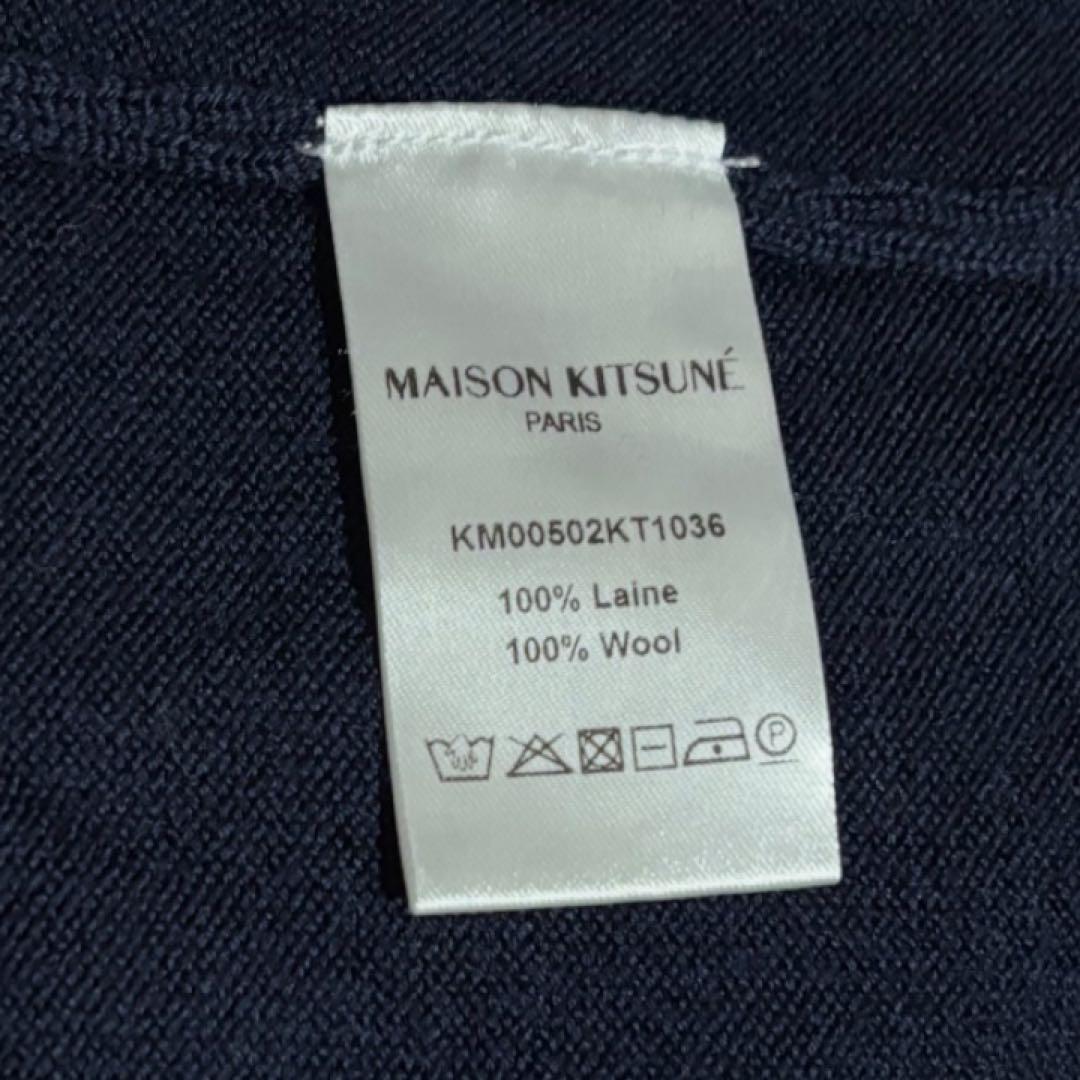 MAISON KITSUNÉ
PARIS
KM00502KT1036
100% Laine
100% Wool
P